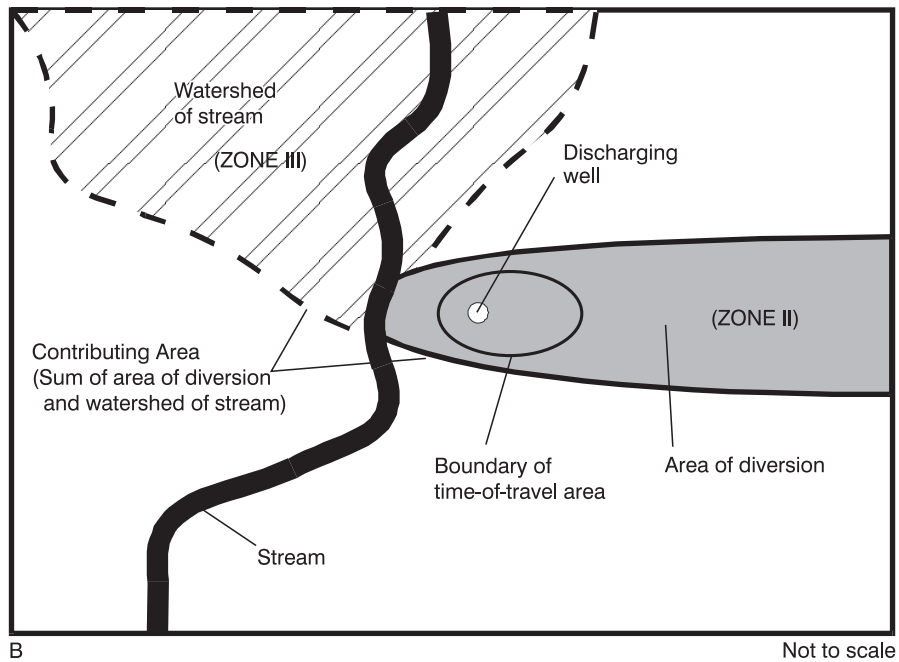 Watershed
of stream
(ZONE III)
Discharging
well
(ZONE II)
Contributing Area
(Sum of area of diversion
and watershed of stream)
Boundary of
time-of-travel area
Area of diversion
Stream
B
Not to scale